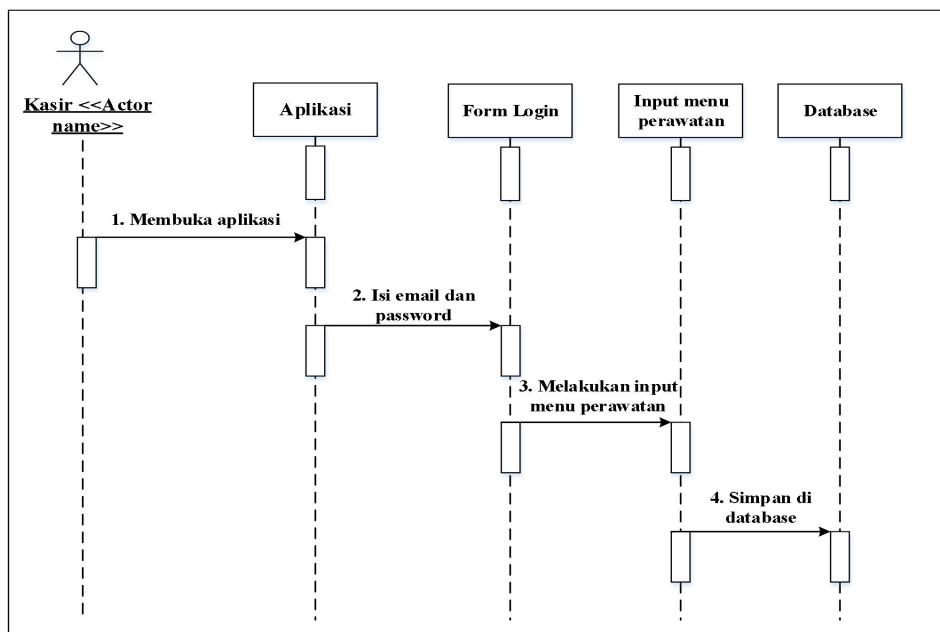 Kasir <<Actor
name>>
Aplikasi
Form Login
Input menu
perawatan
Database
1. Membuka aplikasi
2. Isi email dan
password
3. Melakukan input
menu perawatan
4. Simpan di
database